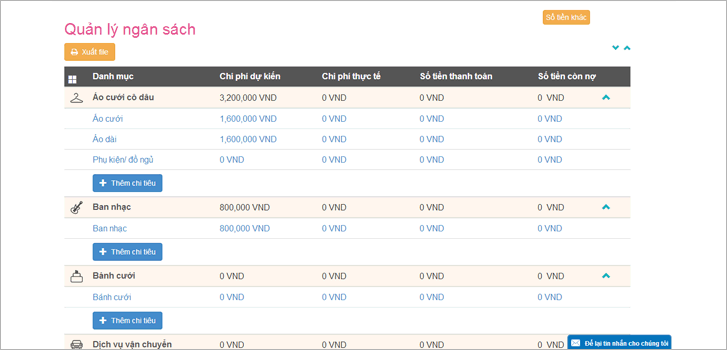 Số tiền khác
Quản lý ngân sách
Xuất file
Danh mục Chi phí dự kiến Chi phí thực tế Số tiền thanh toán Số tiền còn nợ
Áo cưới cô dâu 3,200,000 VND 0 VND 0 VND 0 VND
Áo cưới 1,600,000 VND 0 VND 0 VND 0 VND
Áo dài 1,600,000 VND 0 VND 0 VND 0 VND
Phụ kiện/ đồ ngủ 0 VND 0 VND 0 VND 0 VND
Thêm chi tiêu
Ban nhạc 800,000 VND 0 VND 0 VND 0 VND
Ban nhạc 800,000 VND 0 VND 0 VND 0 VND
Thêm chi tiêu
Bánh cưới 0 VND 0 VND 0 VND 0 VND
Bánh cưới 0 VND 0 VND 0 VND 0 VND
Thêm chi tiêu
Dịch vụ vận chuyển 0 VND 0 VND 0 VND 0 VND
Để lại tin nhắn cho chúng tôi